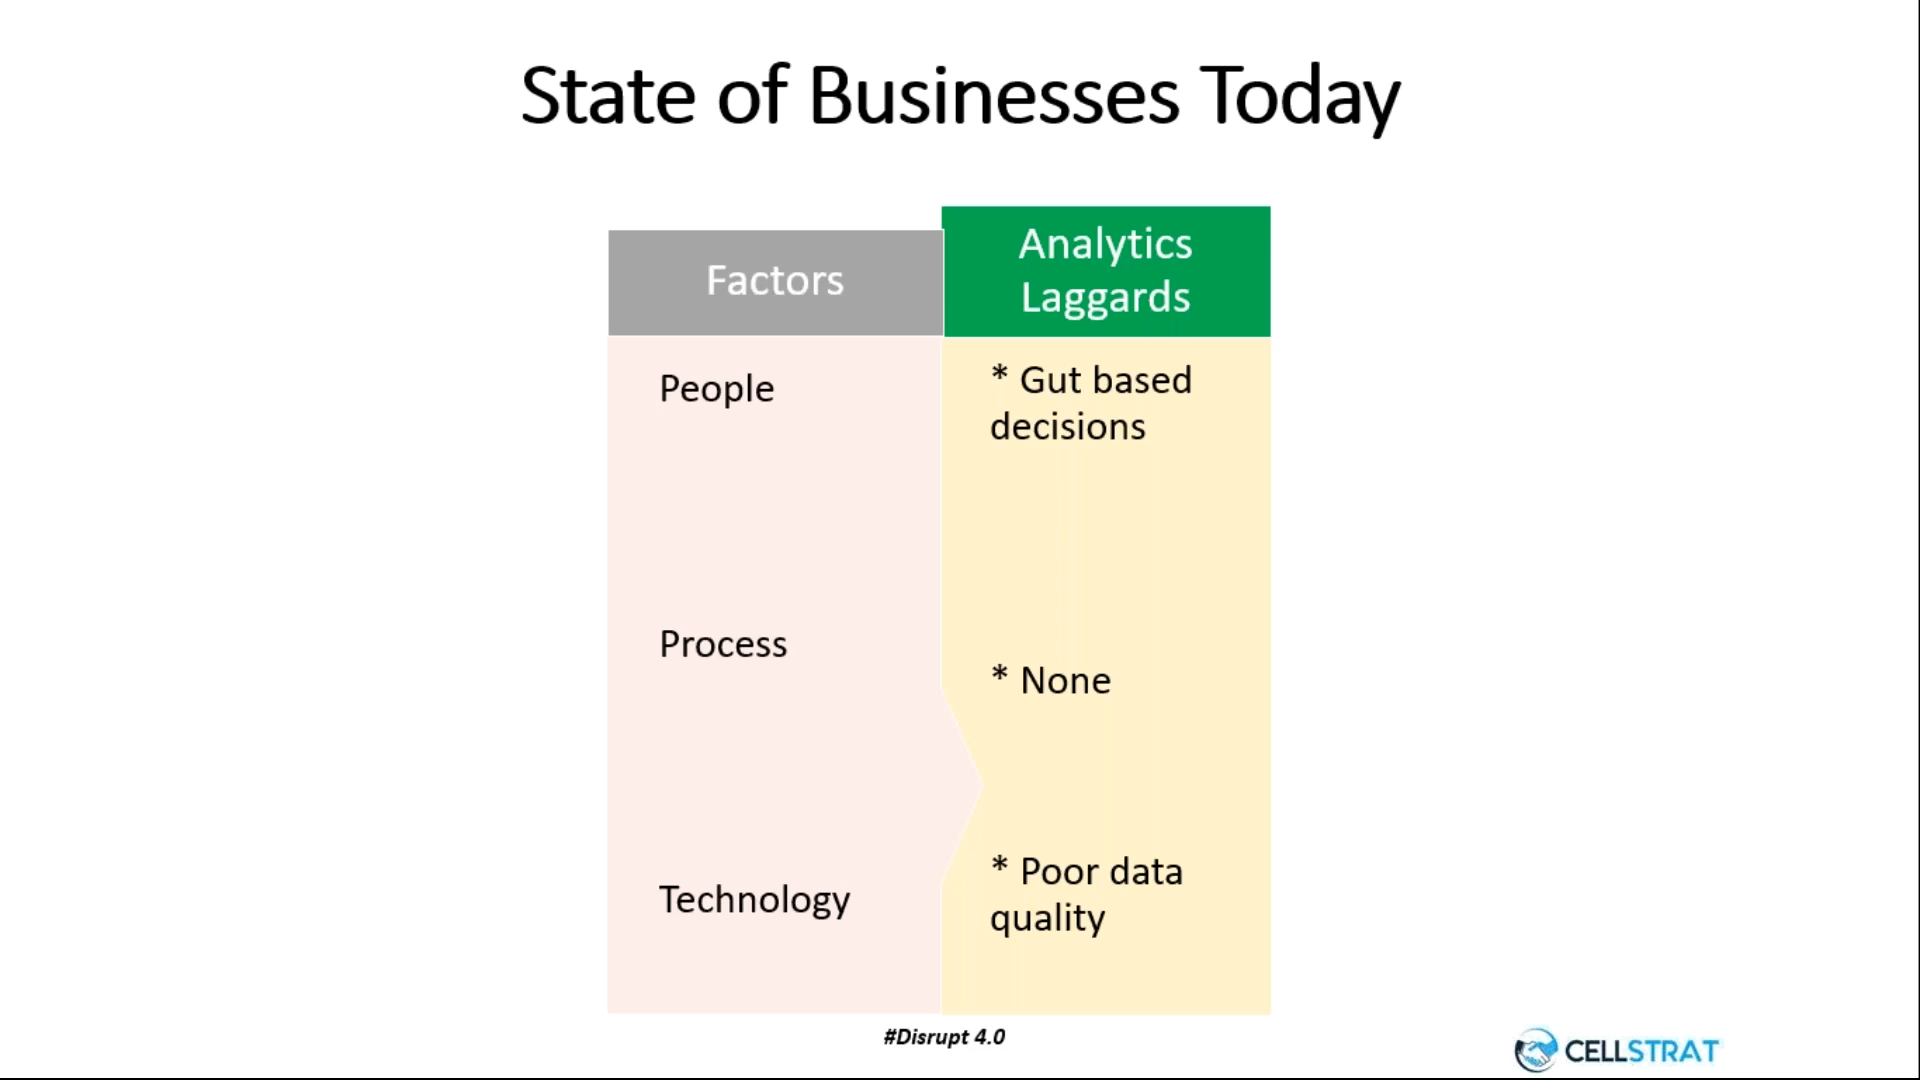 State of Businesses Today
Factors
Analytics
Laggards
People
* Gut based
decisions
Process
* None
Technology
* Poor data
quality
#Disrupt 4.0
CELLSTRAT